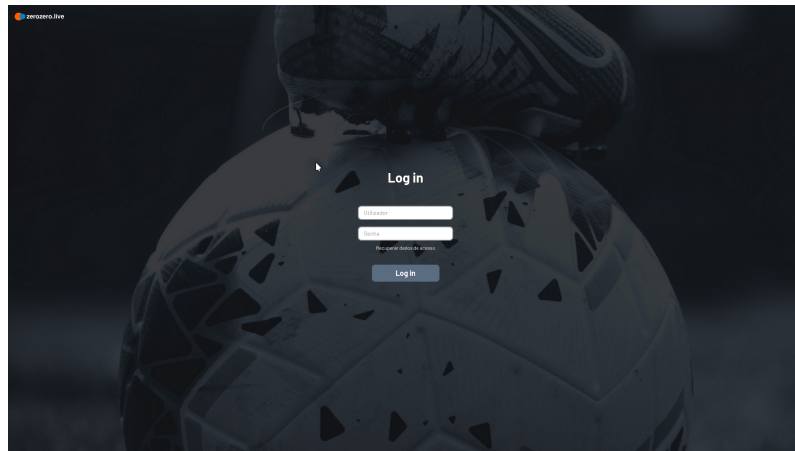 zerozero.live
Log in
Utilizador
Senha
Recuperar dados de acesso
Log in